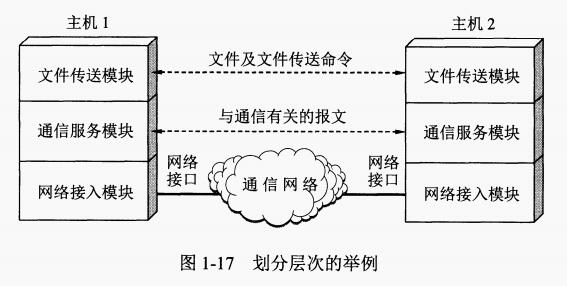 主机 1
主机 2
文件传送模块
文件及文件传送命令
文件传送模块
通信服务模块
与通信有关的报文
通信服务模块
网络接入模块
网络
接口
通信网络
网络
接口
网络接入模块
图 1-17 划分层次的举例